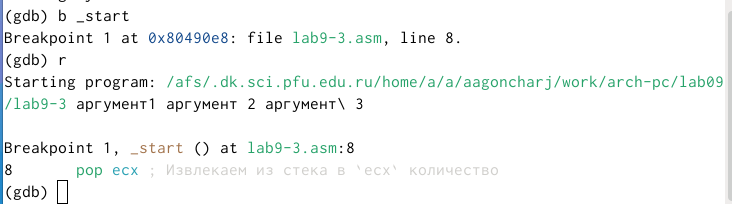 (gdb) b _start
Breakpoint 1 at 0x80490e8: file lab9-3.asm, line 8.
(gdb) r
Starting program: /afs/.dk.sci.pfu.edu.ru/home/a/a/aagoncharj/work/arch-pc/lab09
/lab9-3 аргумент1 аргумент 2 аргумент\ 3
Breakpoint 1, _start () at lab9-3.asm:8
8 pop ecx ; Извлекаем из стека в `ecx` количество
(gdb)